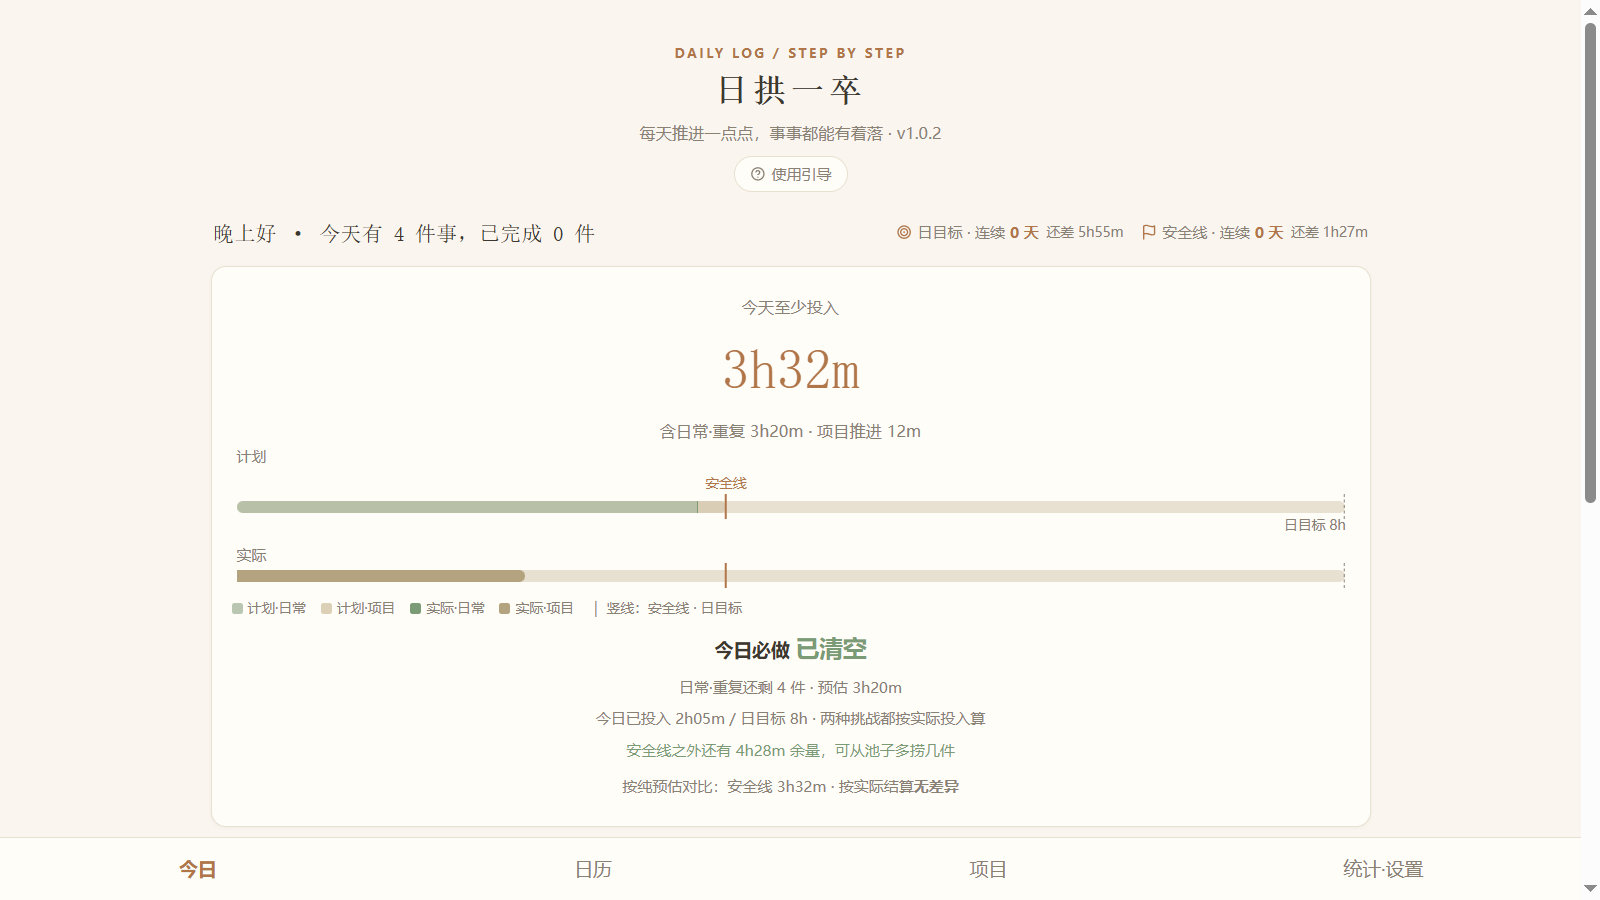 DAILY LOG / STEP BY STEP
日拱一卒
每天推进一点点，事事都能有着落 · v1.0.2
使用引导
晚上好 · 今天有 4 件事，已完成 0 件
日目标 · 连续 0 天 还差 5h55m 安全线 · 连续 0 天 还差 1h27m
今天至少投入
3h32m
含日常·重复 3h20m · 项目推进 12m
计划
安全线
日目标 8h
实际
计划·日常 计划·项目 实际·日常 实际·项目 竖线：安全线 · 日目标
今日必做 已清空
日常·重复还剩 4 件 · 预估 3h20m
今日已投入 2h05m / 日目标 8h · 两种挑战都按实际投入算
安全线之外还有 4h28m 余量，可从池子多捞几件
按纯预估对比：安全线 3h32m · 按实际结算无差异
今日 日历 项目 统计·设置